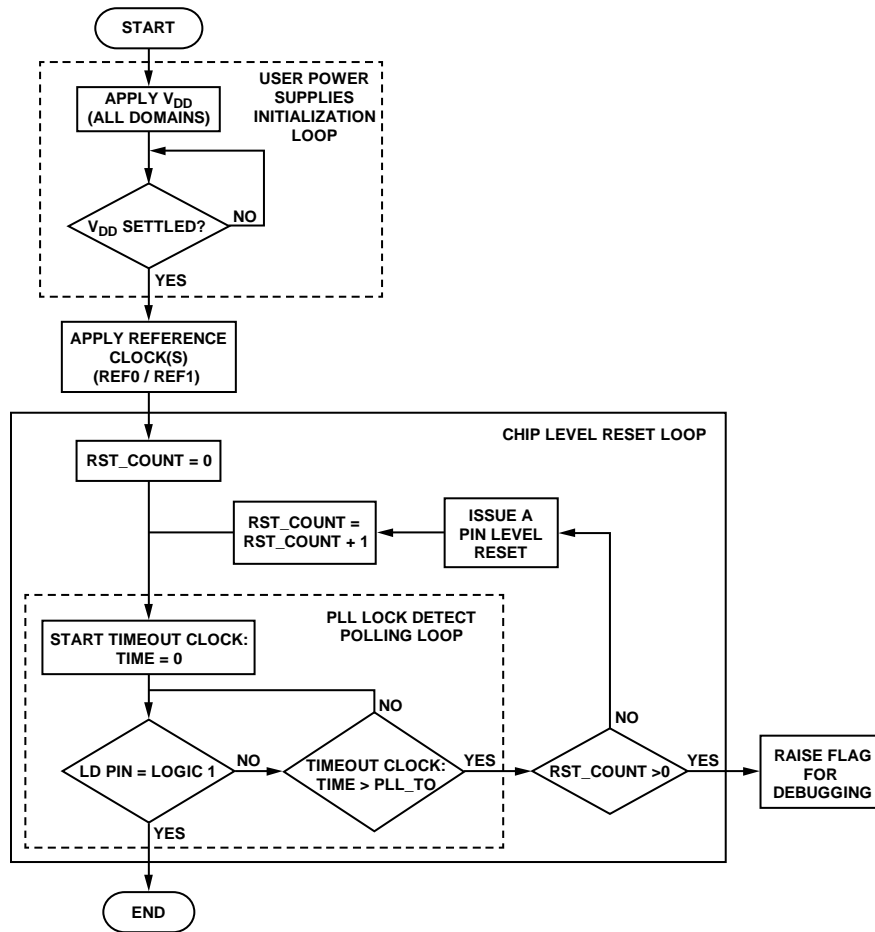 START
USER POWER
SUPPLIES
INITIALIZATION
LOOP
APPLY VDD
(ALL DOMAINS)
VDD SETTLED?
NO
YES
APPLY REFERENCE
CLOCK(S)
(REF0 / REF1)
CHIP LEVEL RESET LOOP
RST_COUNT = 0
RST_COUNT =
RST_COUNT + 1
ISSUE A
PIN LEVEL
RESET
PLL LOCK DETECT
POLLING LOOP
START TIMEOUT CLOCK:
TIME = 0
NO
LD PIN = LOGIC 1
NO
TIMEOUT CLOCK:
TIME > PLL_TO
YES
NO
RST_COUNT >0
YES
RAISE FLAG
FOR
DEBUGGING
YES
END